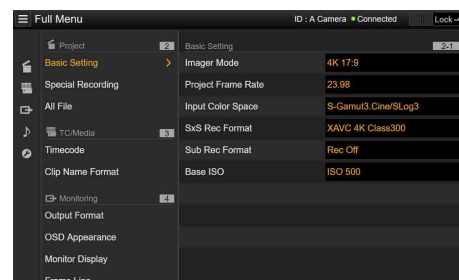 Full Menu
ID : A Camera ● Connected
Lock
Project 2
Basic Setting >
Special Recording
All File
TC/Media 3
Timecode
Clip Name Format
Monitoring 4
Output Format
OSD Appearance
Monitor Display
Frame Line
Basic Setting 2-1
Imager Mode 4K 17:9
Project Frame Rate 23.98
Input Color Space S-Gamut3.Cine/SLog3
SxS Rec Format XAVC 4K Class300
Sub Rec Format Rec Off
Base ISO ISO 500